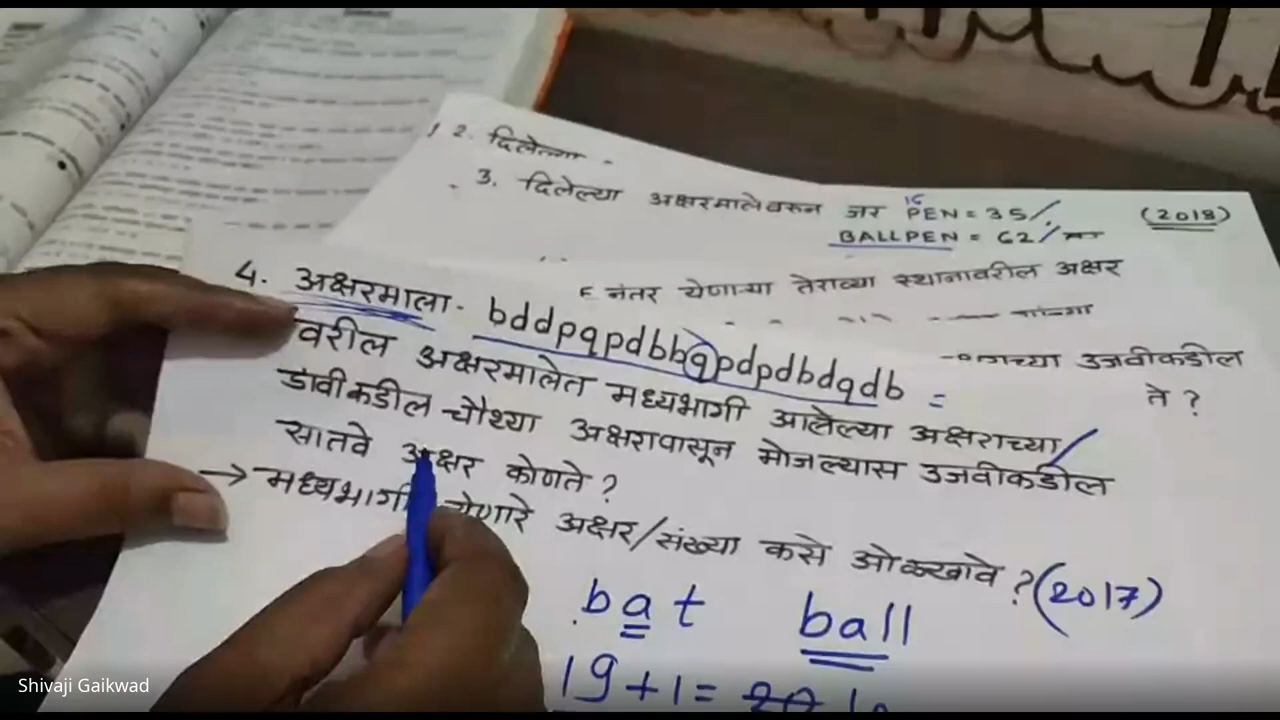 2. दिलेल्या -
3. दिलेल्या अक्षरमालेवरून जर PEN = 35/. (2018)
16
BALLPEN = 62/
E नंतर येणाऱ्या तेराव्या स्थानावरील अक्षर
उजवीकडील
ते ?
4. अक्षरमाला - bddpqpdbbqpdpdbdqdb =
वरील अक्षरमालेत मध्यभागी आलेल्या अक्षराच्या/
डावीकडील चौथ्या अक्षरापासून मोजल्यास उजवीकडील
सातवे अक्षर कोणते ?
→ मध्यभागी येणारे अक्षर/संख्या कसे ओळखावे ? (2017)
bat ball
19+1=
Shivaji Gaikwad